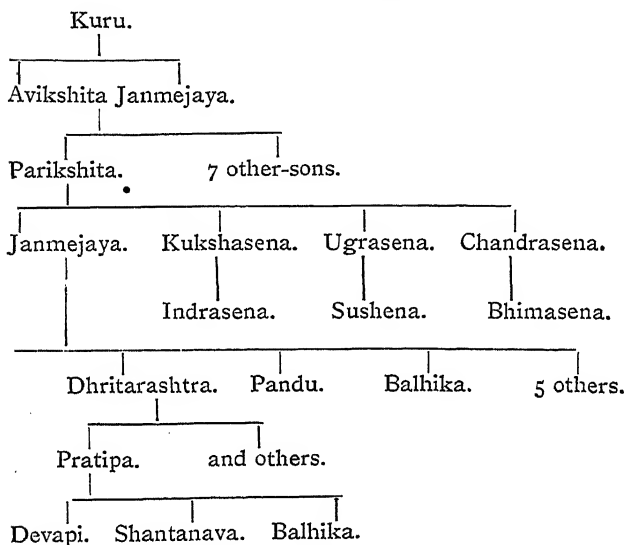 Kuru.
Avikshita Janmejaya.
Parikshita. 7 other-sons.
Janmejaya. Kukshasena. Ugrasena. Chandrasena.
Indrasena. Sushena. Bhimasena.
Dhritarashtra. Pandu. Balhika. 5 others.
Pratipa. and others.
Devapi. Shantanava. Balhika.